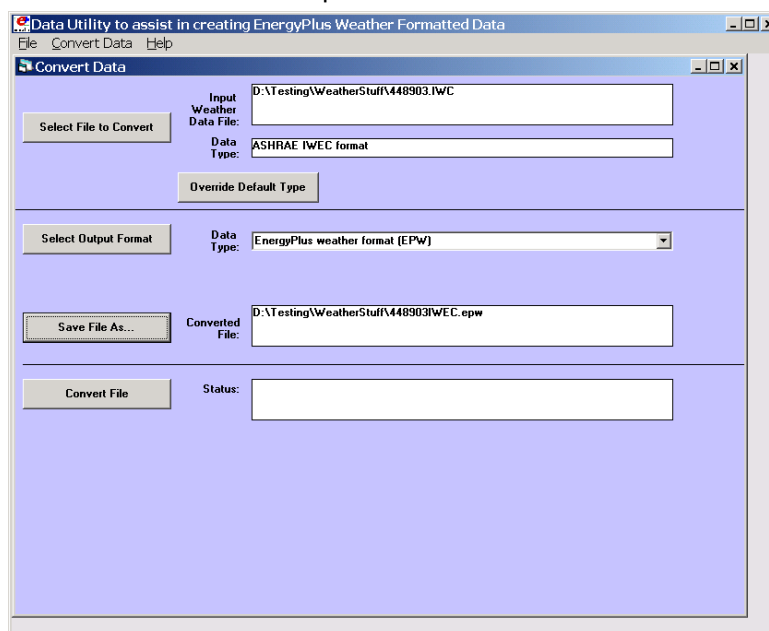 Data Utility to assist in creating EnergyPlus Weather Formatted Data
File Convert Data Help
Convert Data
Select File to Convert
Input
Weather
Data File:
D:\Testing\WeatherStuff\448903.IWC
Data
Type:
ASHRAE IWEC format
Override Default Type
Select Output Format
Data
Type:
EnergyPlus weather format (EPW)
Save File As...
Converted
File:
D:\Testing\WeatherStuff\448903IWEC.epw
Convert File
Status: